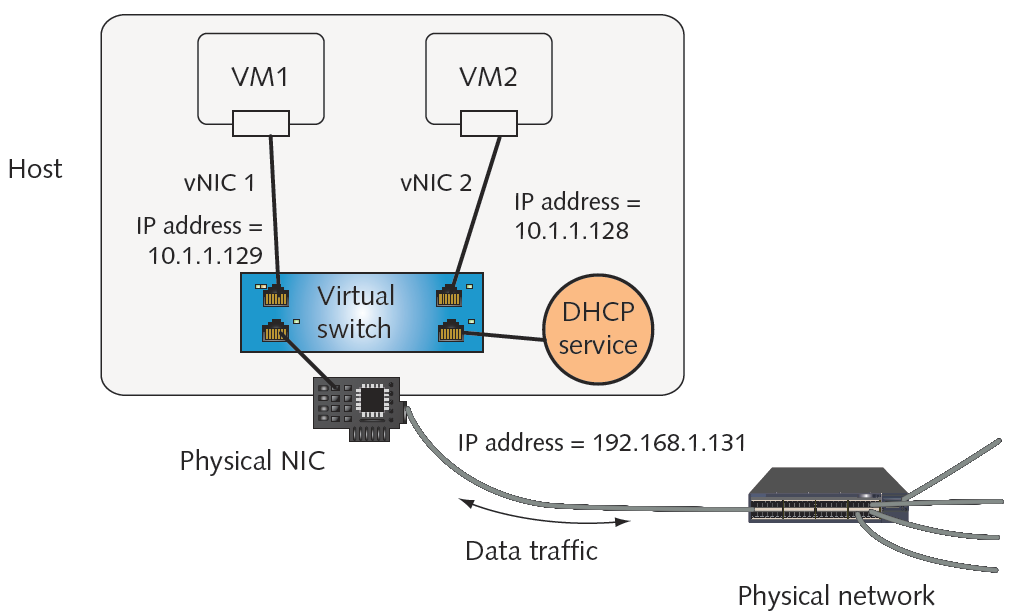 VM1
VM2
Host
vNIC 1
vNIC 2
IP address =
10.1.1.129
IP address =
10.1.1.128
Virtual
switch
DHCP
service
Physical NIC
IP address = 192.168.1.131
Data traffic
Physical network